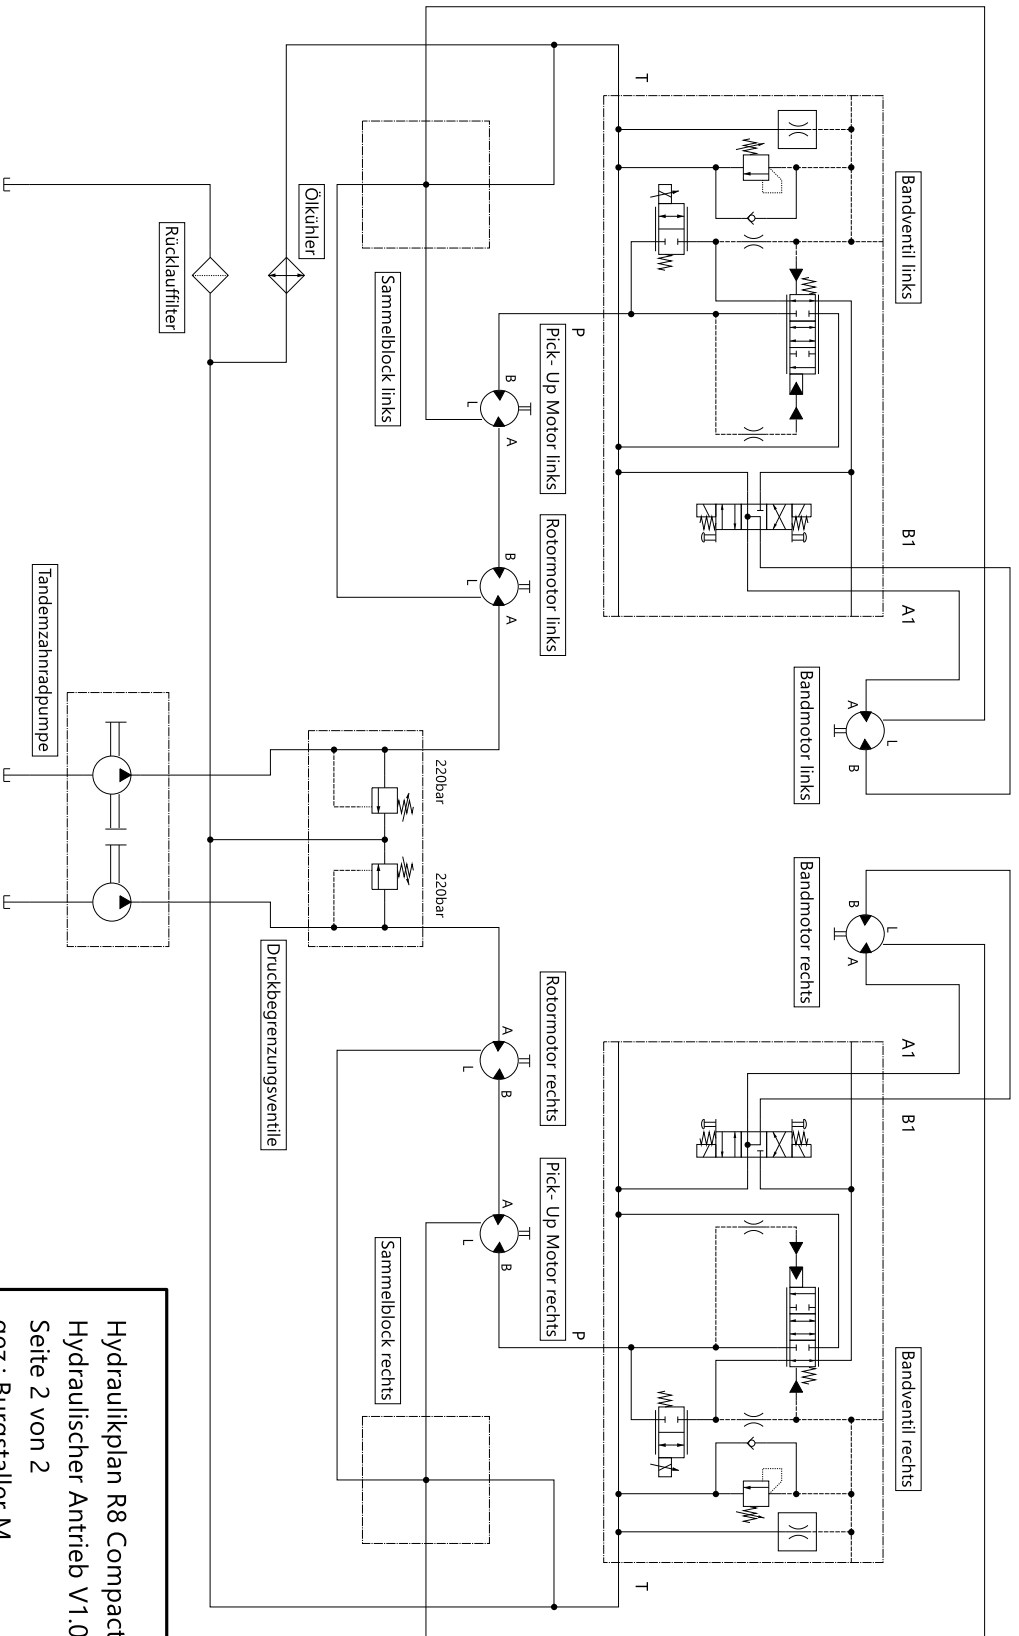 Bandmotor links
A
B
L
Bandmotor rechts
B
A
L
Bandventil links
B1
A1
A1
B1
Bandventil rechts
T
P
P
T
Pick- Up Motor links
Rotormotor links
Rotormotor rechts
Pick- Up Motor rechts
B
A
L
B
A
L
A
B
L
A
B
L
220bar
220bar
Sammelblock links
Sammelblock rechts
Ölkühler
Druckbegrenzungsventile
Rücklauffilter
Tandemzahnradpumpe
Hydraulikplan R8 Compact
Hydraulischer Antrieb V1.0
Seite 2 von 2
gez.: Burgstaller M